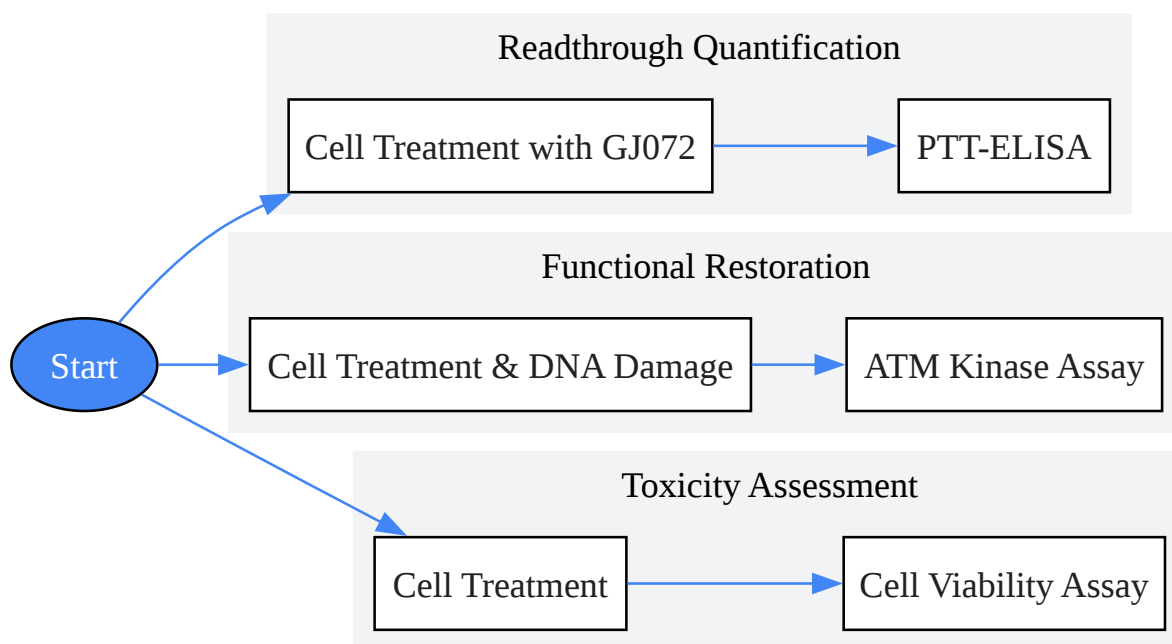 Readthrough Quantification
Cell Treatment with GJ072
PTT-ELISA
Functional Restoration
Start
Cell Treatment & DNA Damage
ATM Kinase Assay
Toxicity Assessment
Cell Treatment
Cell Viability Assay